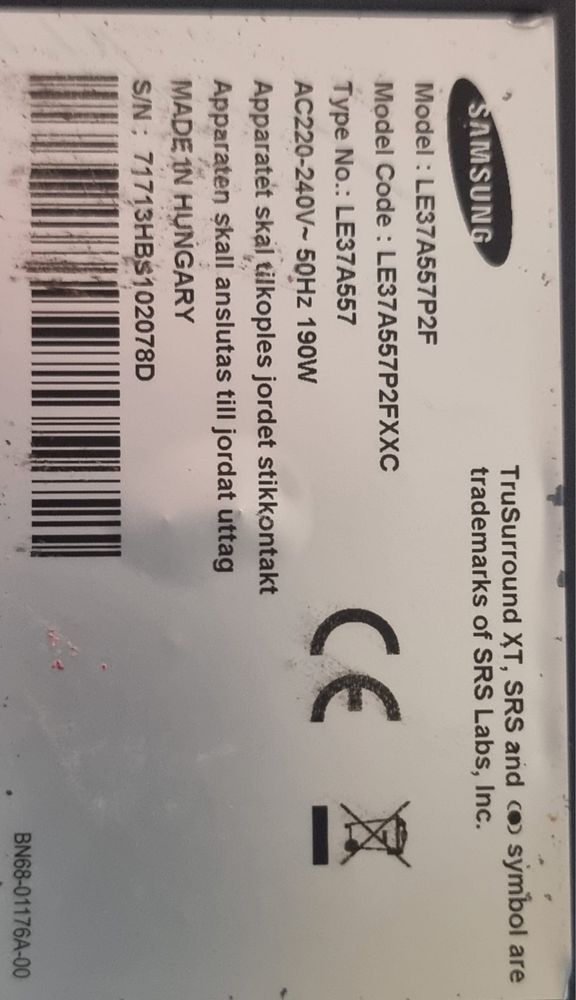 SAMSUNG
TruSurround XT, SRS and (●) symbol are
trademarks of SRS Labs, Inc.
Model : LE37A557P2F
Model Code : LE37A557P2FXXC
Type No.: LE37A557
AC220-240V~ 50Hz 190W
Apparatet skal tilkoples jordet stikkontakt
Apparaten skall anslutas till jordat uttag
MADE IN HUNGARY
S/N : 71713HBS102078D
CE
BN68-01176A-00